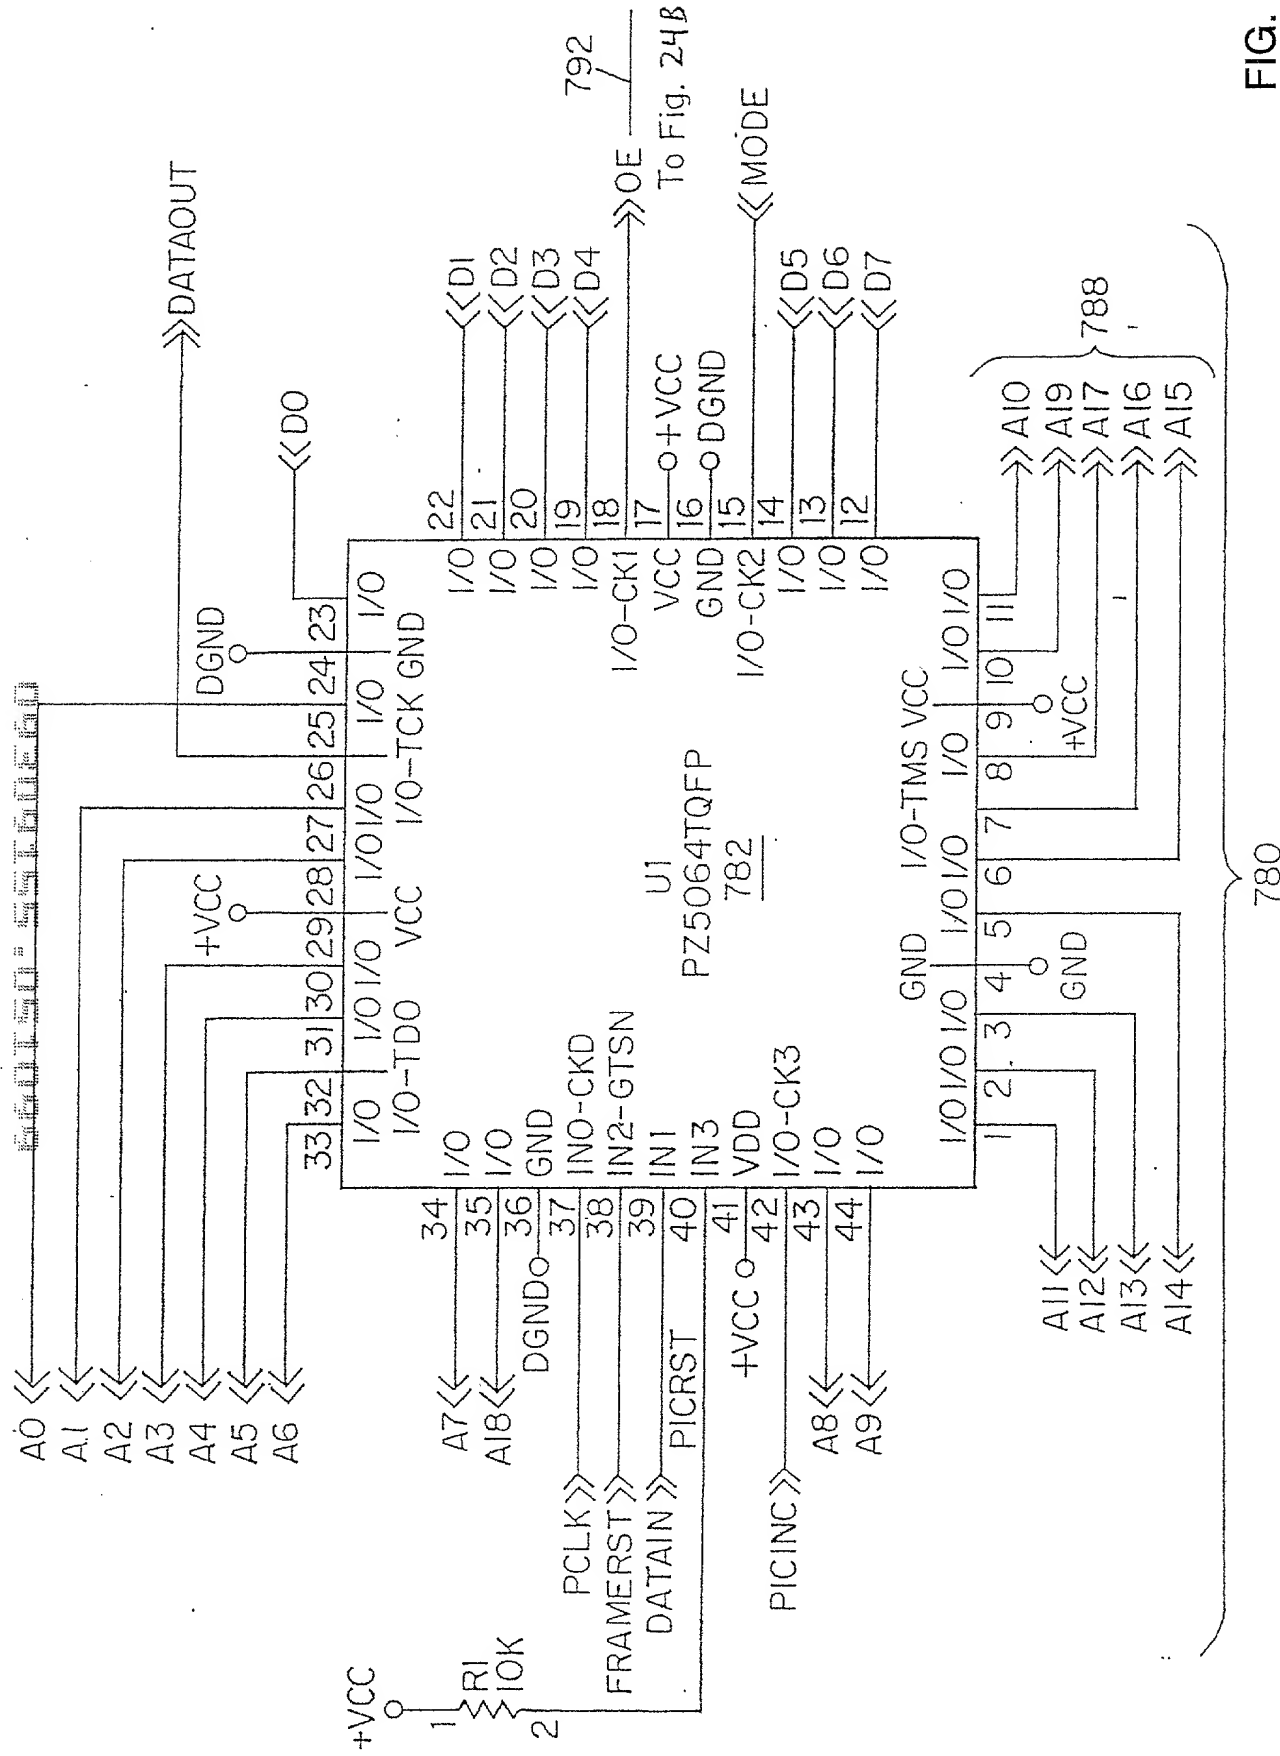 FIG.
792
To Fig. 24B
OE
DATAOUT
MODE
D0
D1
D2
D3
D4
+VCC
DGND
D5
D6
D7
788
A10
A19
A17
A16
A15
22
21
20
19
18
17
16
15
14
13
12
I/O
I/O
I/O
I/O
I/O-CK1
VCC
GND
I/O-CK2
I/O
I/O
I/O
DGND
23
24
25
26
27
28
29
30
31
32
33
+VCC
I/O
GND
I/O
I/O-TCK
I/O
I/O
VCC
I/O
I/O
I/O-TDO
I/O
U1
PZ5064TQFP
782
11
10
9
8
7
6
5
4
3
2
1
I/O
I/O
VCC
I/O
I/O-TMS
I/O
I/O
GND
I/O
I/O
I/O
+VCC
GND
780
I/O
I/O
GND
IN0-CKD
IN2-GTSN
IN1
IN3
VDD
I/O-CK3
I/O
I/O
34
35
36
37
38
39
40
41
42
43
44
A0
A1
A2
A3
A4
A5
A6
A7
A18
DGND
PCLK
FRAMERST
DATAIN
PICRST
+VCC
PICINC
A8
A9
A11
A12
A13
A14
+VCC
1
R1
10K
2